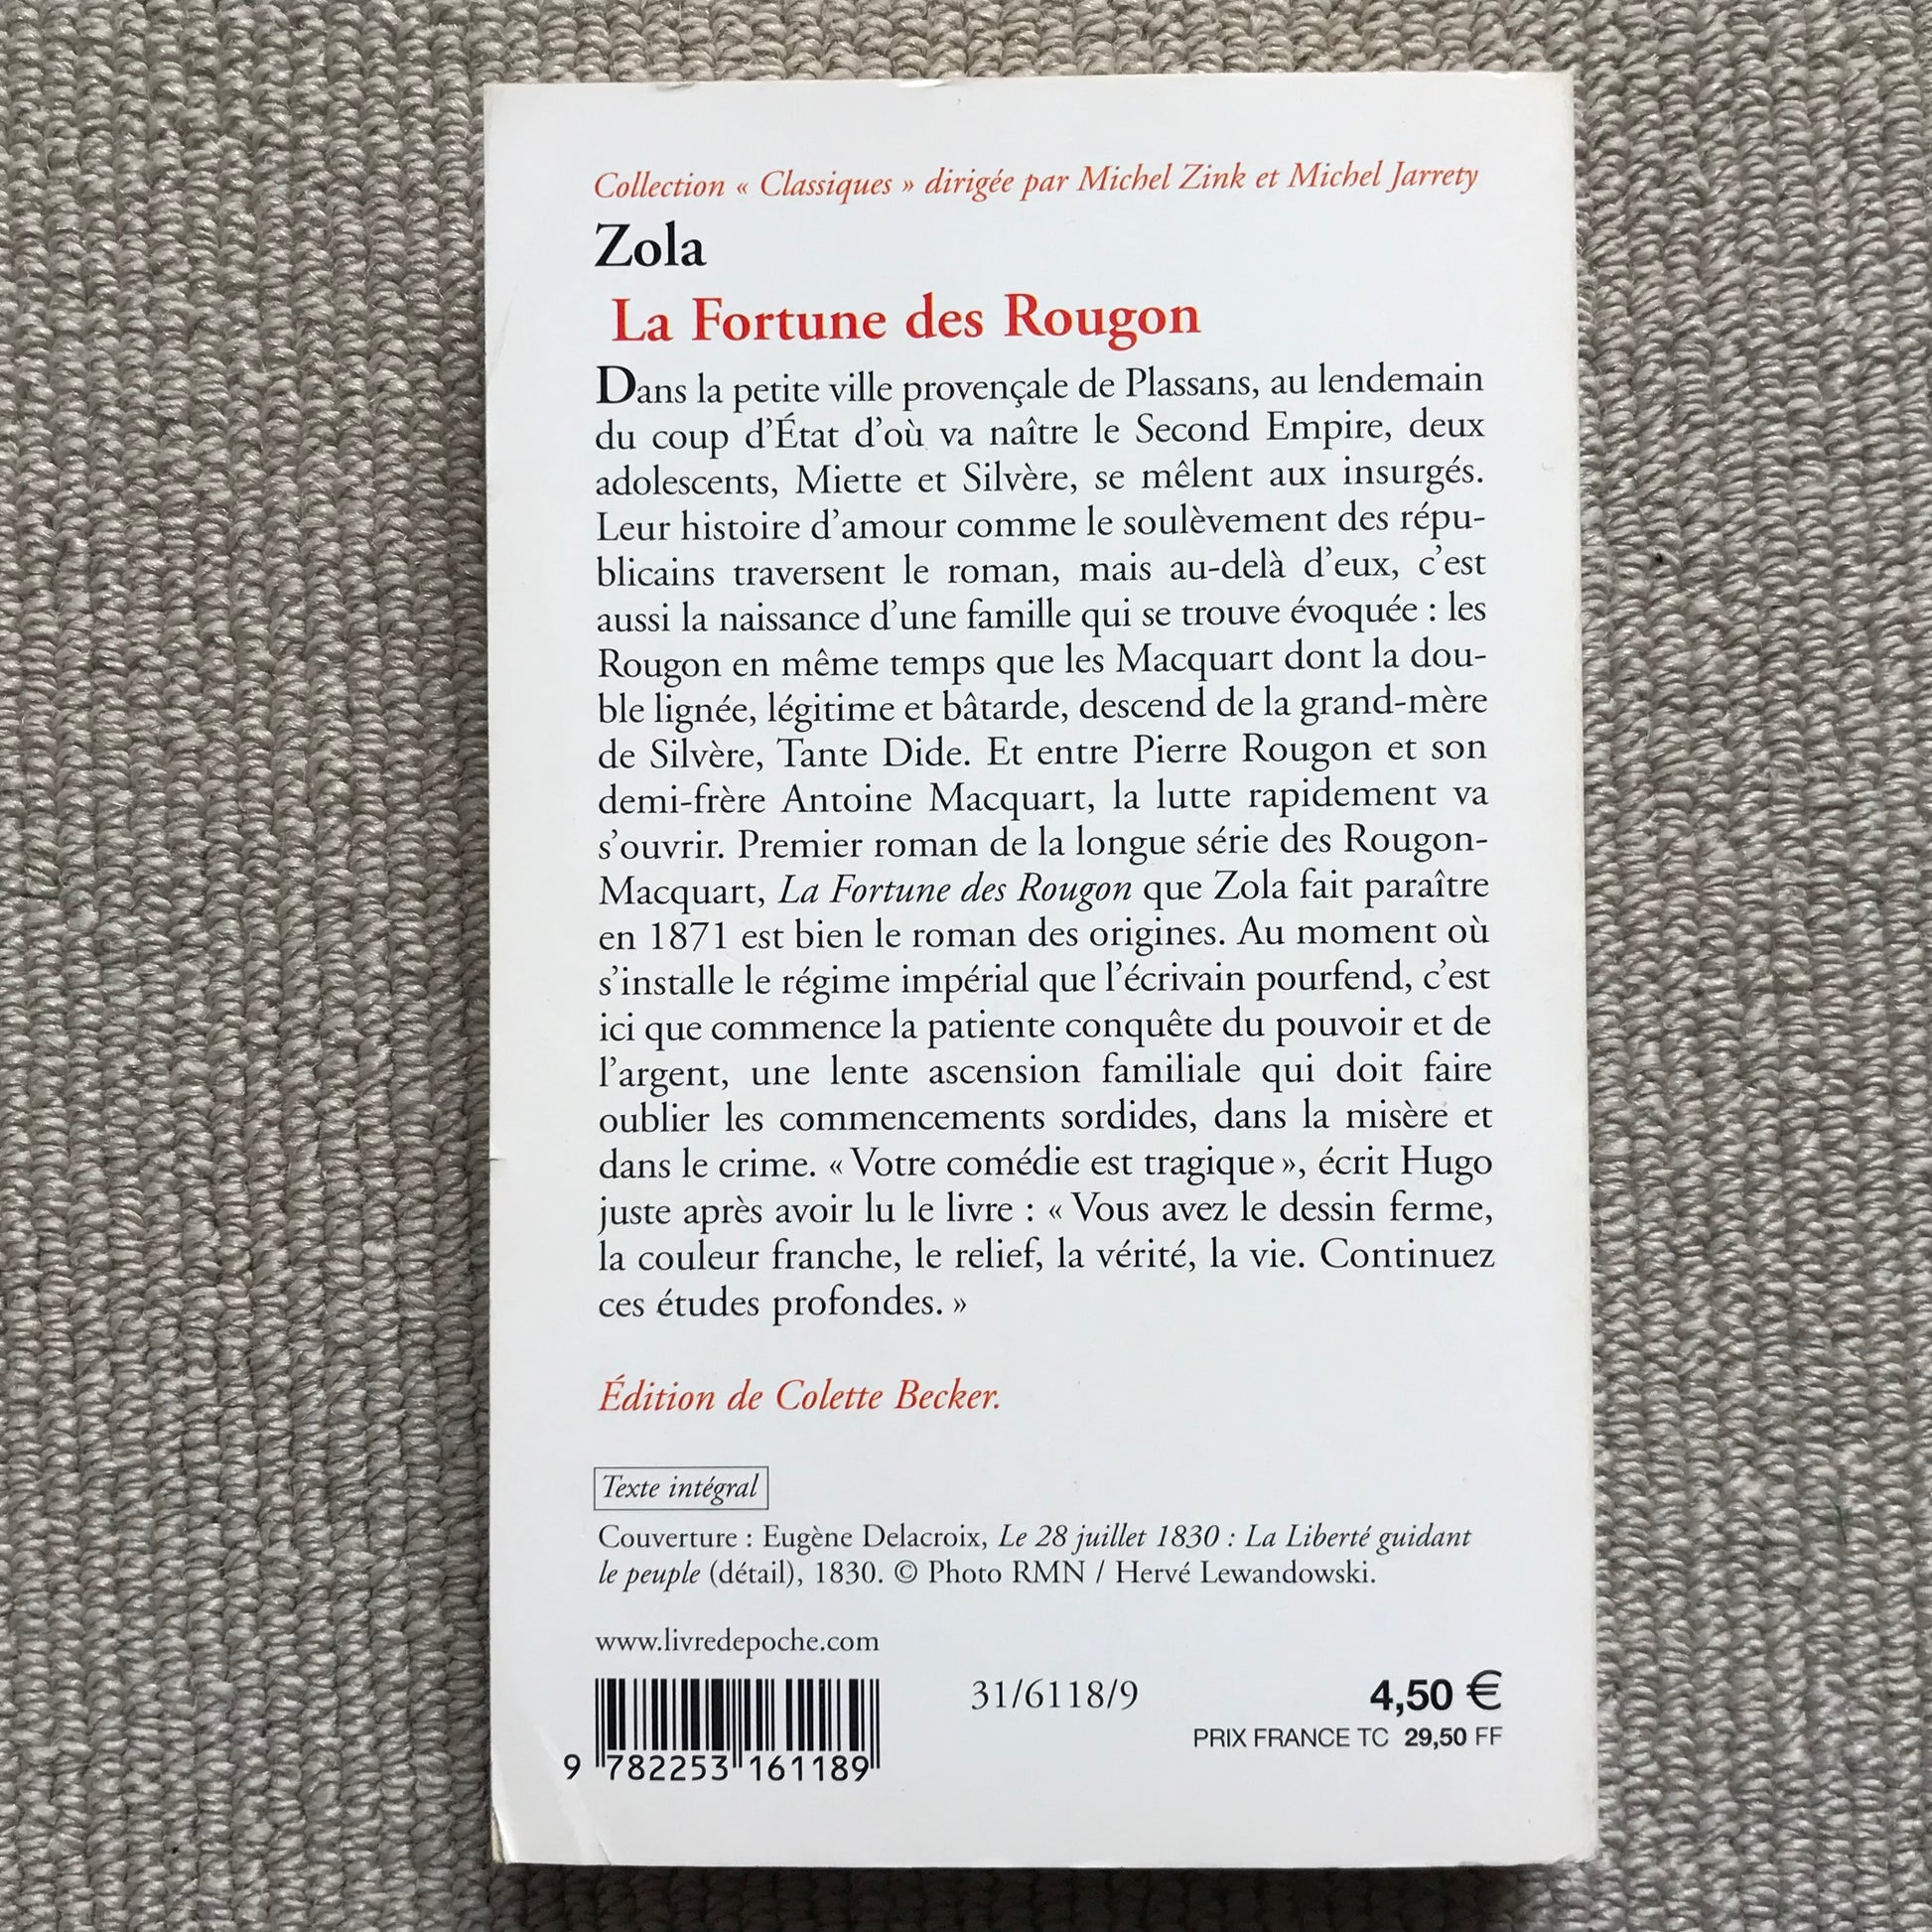 Collection « Classiques » dirigée par Michel Zink et Michel Jarrety
Zola
La Fortune des Rougon
Dans la petite ville provençale de Plassans, au lendemain
du coup d'État d'où va naître le Second Empire, deux
adolescents, Miette et Silvère, se mêlent aux insurgés.
Leur histoire d'amour comme le soulèvement des répu-
blicains traversent le roman, mais au-delà d'eux, c'est
aussi la naissance d'une famille qui se trouve évoquée : les
Rougon en même temps que les Macquart dont la dou-
ble lignée, légitime et bâtarde, descend de la grand-mère
de Silvère, Tante Dide. Et entre Pierre Rougon et son
demi-frère Antoine Macquart, la lutte rapidement va
s'ouvrir. Premier roman de la longue série des Rougon-
Macquart, La Fortune des Rougon que Zola fait paraître
en 1871 est bien le roman des origines. Au moment où
s'installe le régime impérial que l'écrivain pourfend, c'est
ici que commence la patiente conquête du pouvoir et de
l'argent, une lente ascension familiale qui doit faire
oublier les commencements sordides, dans la misère et
dans le crime. « Votre comédie est tragique », écrit Hugo
juste après avoir lu le livre : « Vous avez le dessin ferme,
la couleur franche, le relief, la vérité, la vie. Continuez
ces études profondes. »
Édition de Colette Becker.
Texte intégral
Couverture : Eugène Delacroix, Le 28 juillet 1830 : La Liberté guidant
le peuple (détail), 1830. © Photo RMN / Hervé Lewandowski.
www.livredepoche.com
31/6118/9
4,50 €
PRIX FRANCE TC 29,50 FF
9 782253 161189